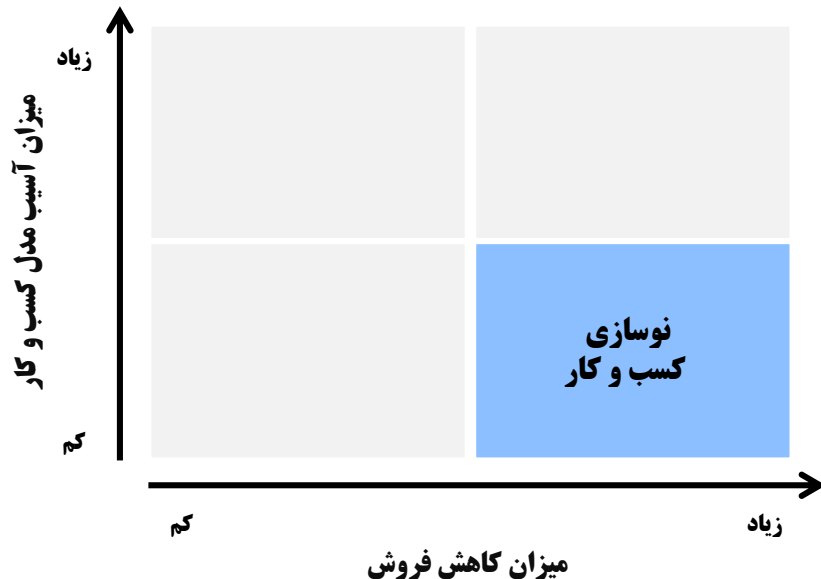 زیاد
میزان آسیب مدل کسب و کار
کم
نوسازی
کسب و کار
کم
زیاد
میزان کاهش فروش